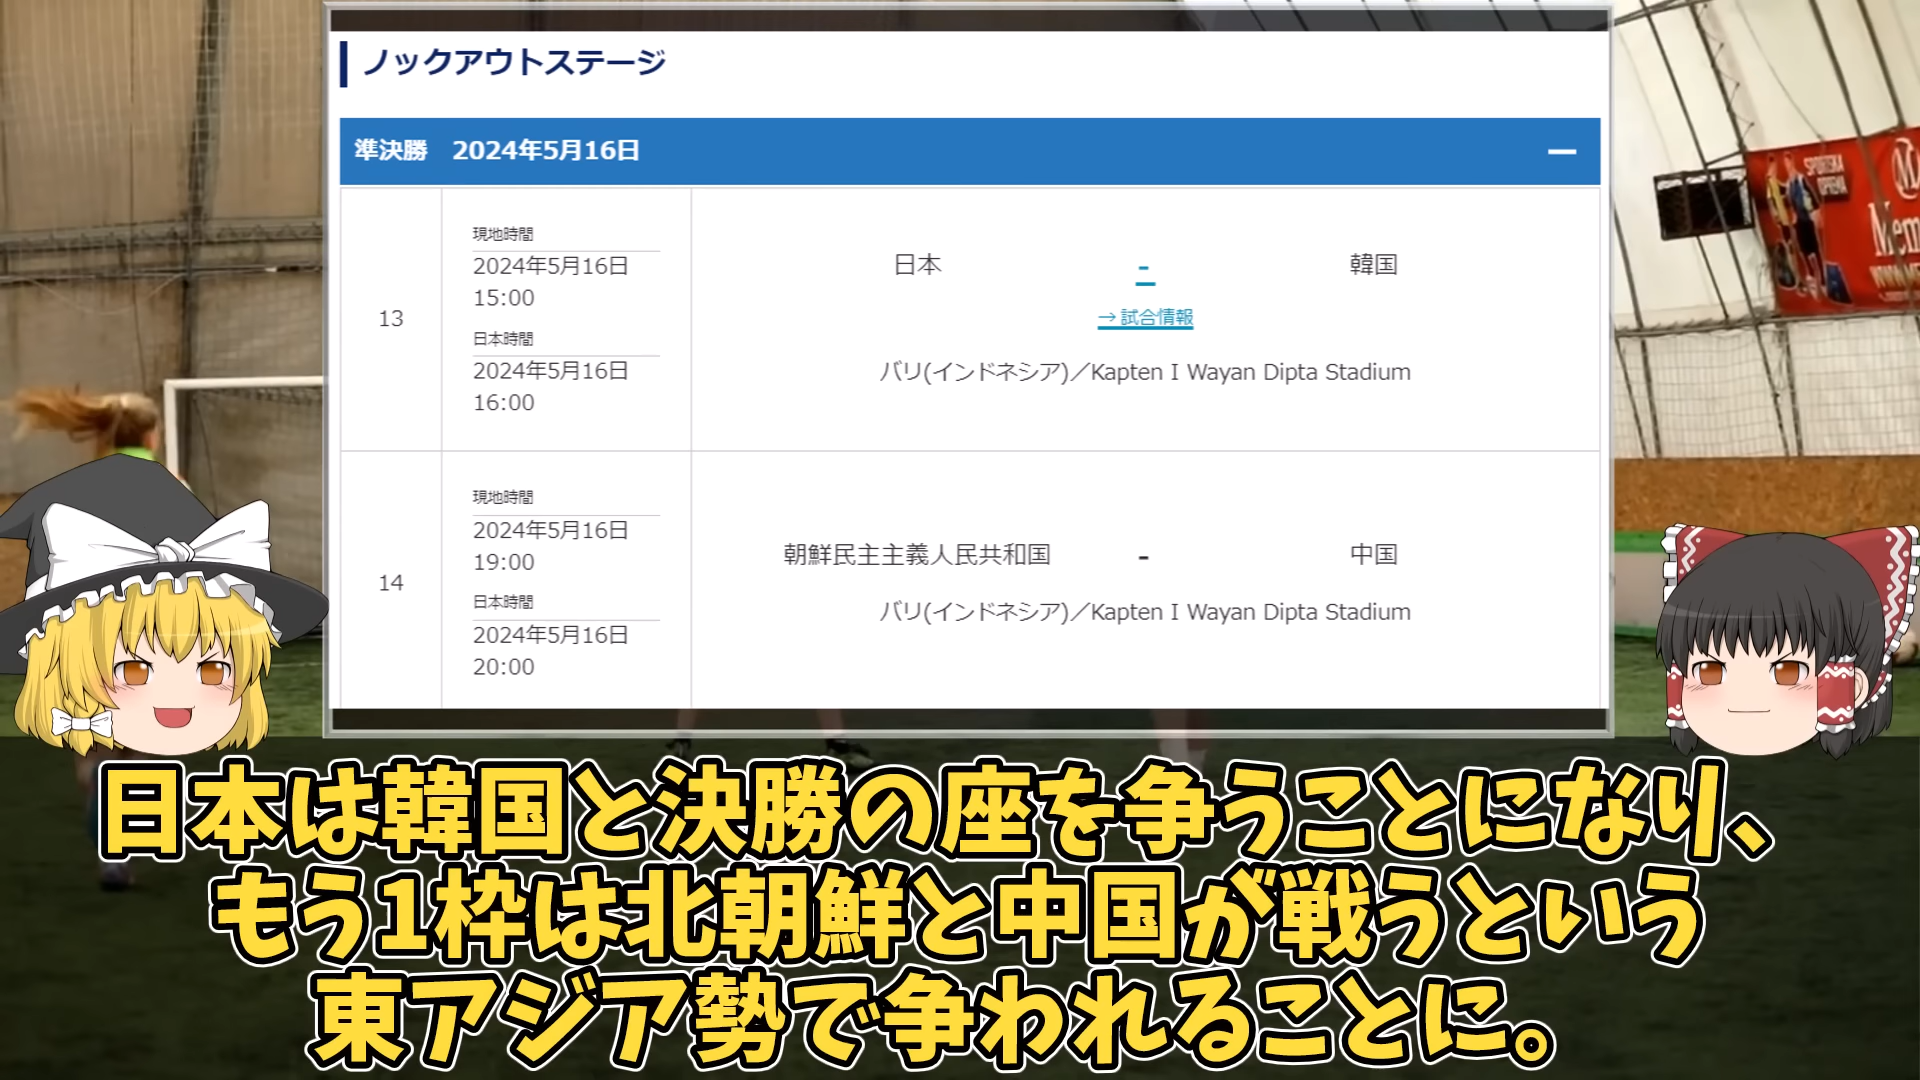 ノックアウトステージ
準決勝 2024年5月16日
13
現地時間
2024年5月16日
15:00
日本時間
2024年5月16日
16:00
日本 - 韓国
→ 試合情報
バリ(インドネシア)／Kapten I Wayan Dipta Stadium
14
現地時間
2024年5月16日
19:00
日本時間
2024年5月16日
20:00
朝鮮民主主義人民共和国 - 中国
バリ(インドネシア)／Kapten I Wayan Dipta Stadium
SPORTSKA
OPREMA
日本は韓国と決勝の座を争うことになり、
もう1枠は北朝鮮と中国が戦うという
東アジア勢で争われることに。